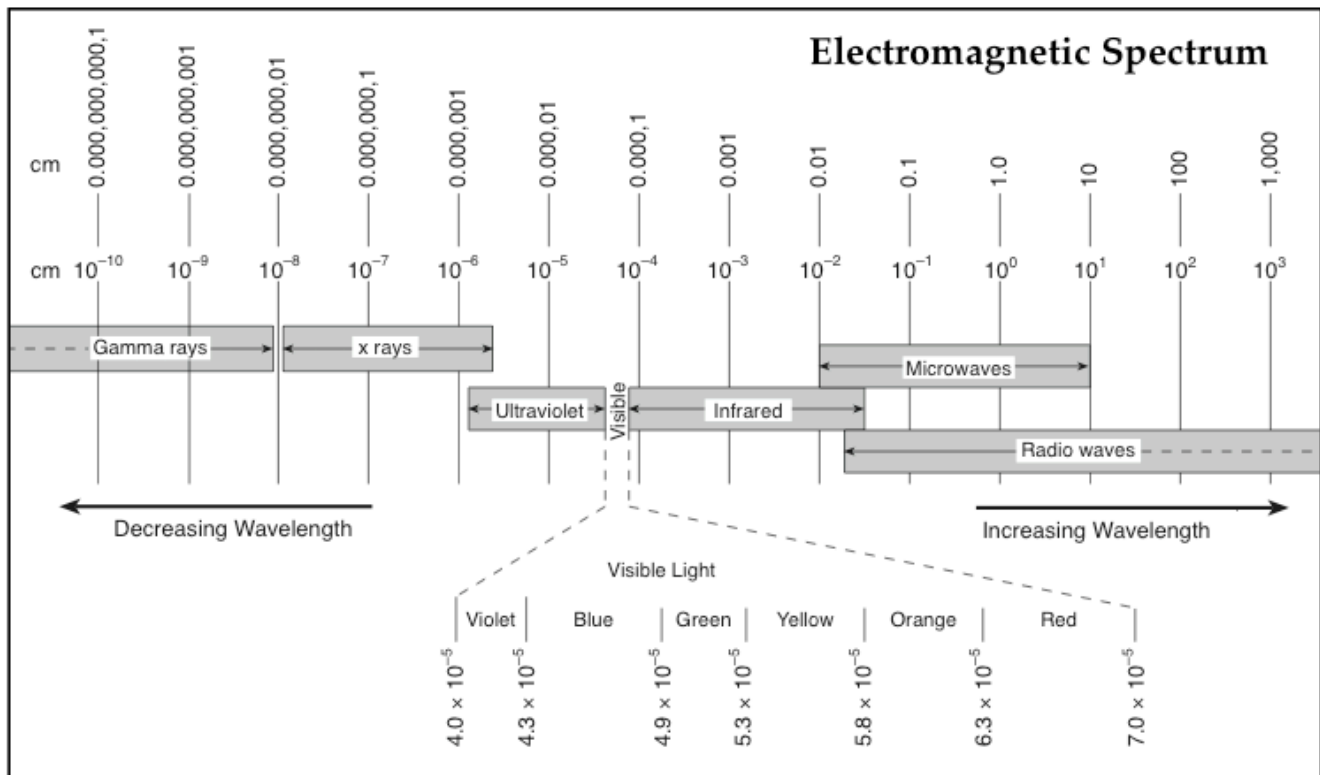 Electromagnetic Spectrum
cm 0.000,000,000,1 0.000,000,001 0.000,000,01 0.000,000,1 0.000,001 0.000,01 0.000,1 0.001 0.01 0.1 1.0 10 100 1,000
cm 10⁻¹⁰ 10⁻⁹ 10⁻⁸ 10⁻⁷ 10⁻⁶ 10⁻⁵ 10⁻⁴ 10⁻³ 10⁻² 10⁻¹ 10⁰ 10¹ 10² 10³
Gamma rays x rays
Microwaves
Ultraviolet Visible Infrared
Radio waves
Decreasing Wavelength Increasing Wavelength
Visible Light
Violet Blue Green Yellow Orange Red
4.0 × 10⁻⁵ 4.3 × 10⁻⁵ 4.9 × 10⁻⁵ 5.3 × 10⁻⁵ 5.8 × 10⁻⁵ 6.3 × 10⁻⁵ 7.0 × 10⁻⁵